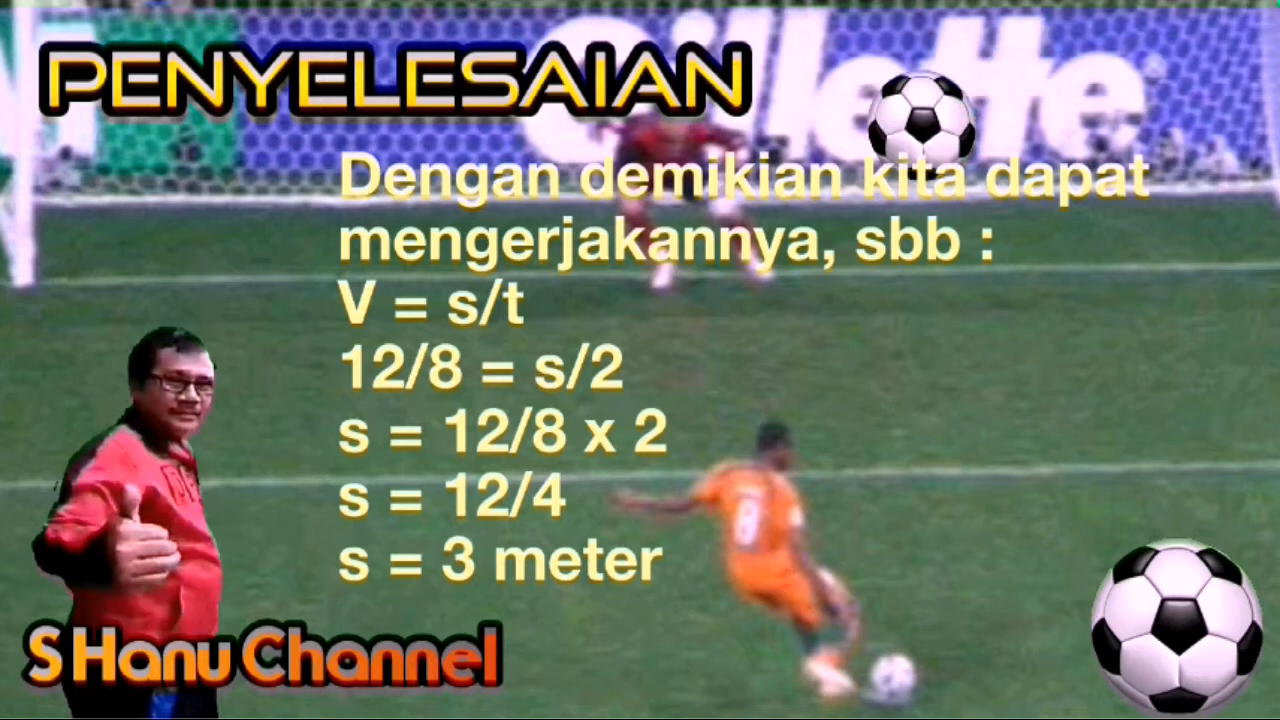 Gillette
PENYELESAIAN
Dengan demikian kita dapat
mengerjakannya, sbb :
V = s/t
12/8 = s/2
s = 12/8 x 2
s = 12/4
s = 3 meter
8
S Hanu Channel